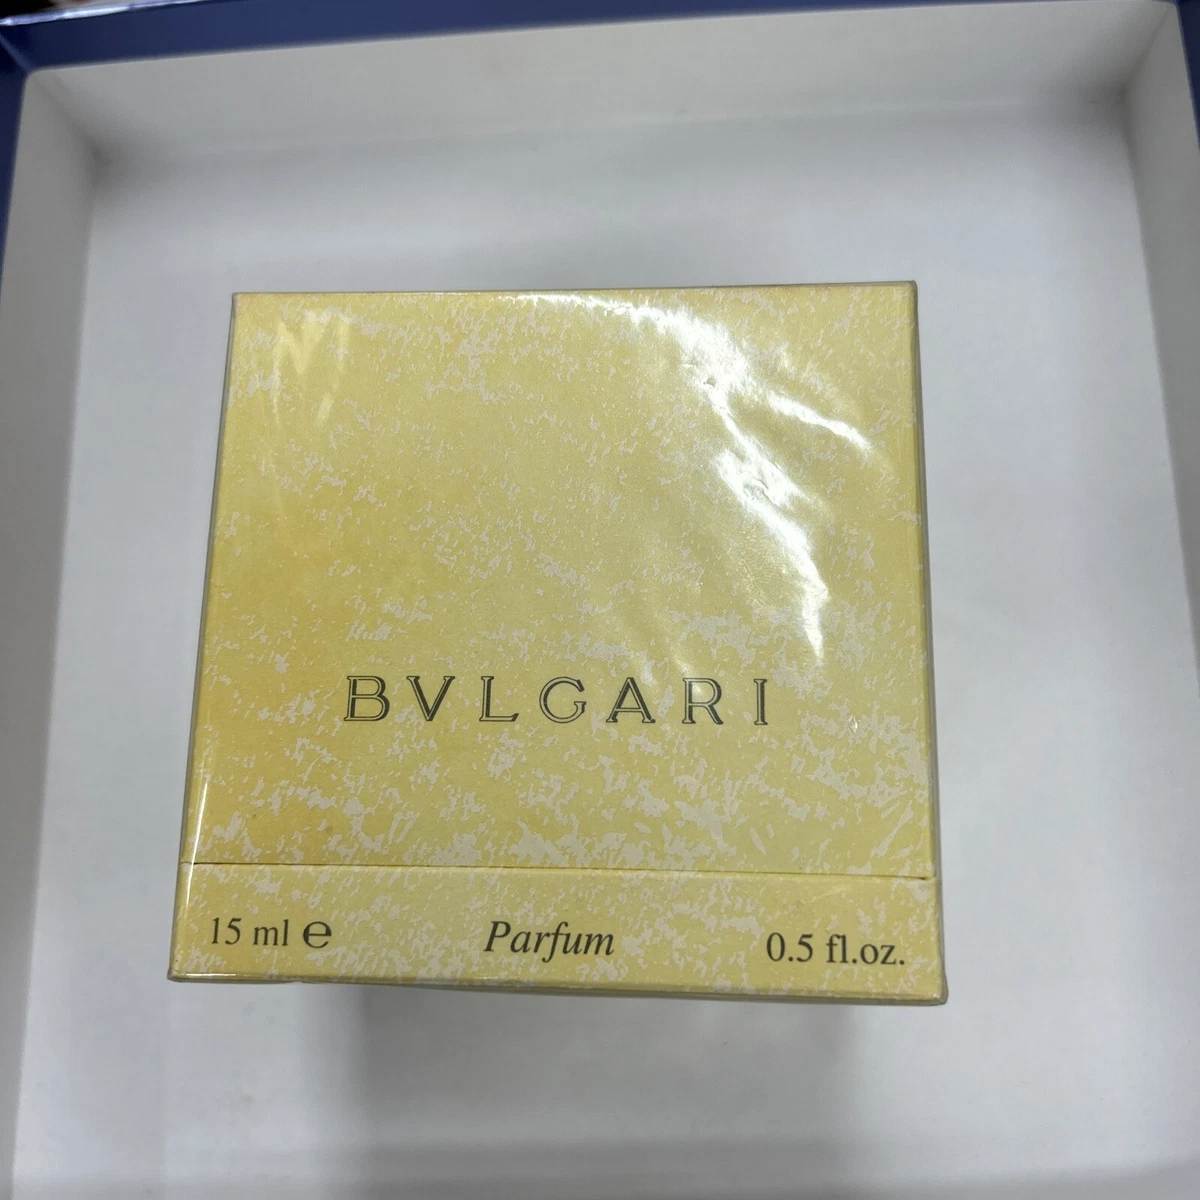 BVLGARI
15 ml ℮ Parfum 0.5 fl.oz.